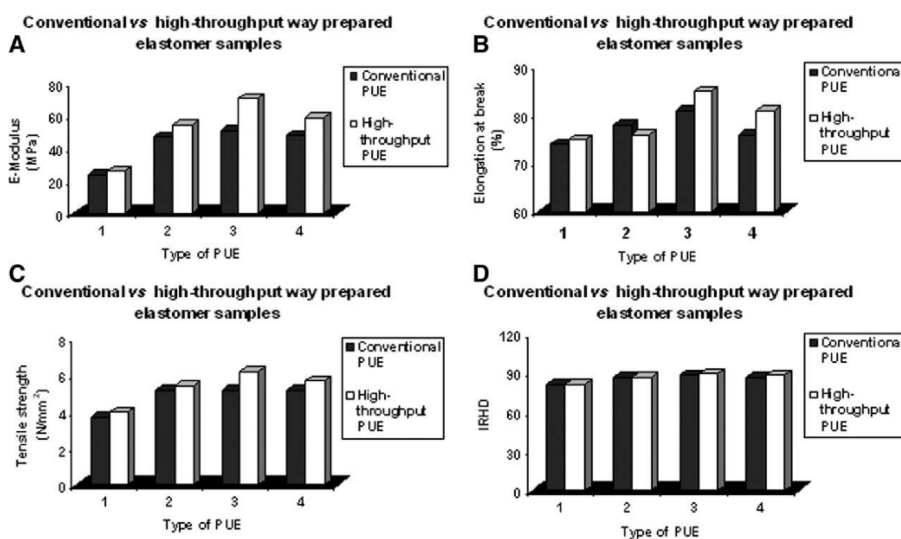 A
Conventional vs high-throughput way prepared
elastomer samples
E-Modulus
(MPa)
80
60
40
20
0
1 2 3 4
Type of PUE
Conventional
PUE
High-
throughput
PUE
B
Conventional vs high-throughput way prepared
elastomer samples
Elongation at break
(%)
90
80
70
60
1 2 3 4
Type of PUE
Conventional
PUE
High-
throughput
PUE
C
Conventional vs high-throughput way prepared
elastomer samples
Tensile strength
(N/mm²)
8
6
4
2
0
1 2 3 4
Type of PUE
Conventional
PUE
High-
throughput
PUE
D
Conventional vs high-throughput way prepared
elastomer samples
IRHD
120
90
60
30
0
1 2 3 4
Type of PUE
Conventional
PUE
High-
throughput
PUE